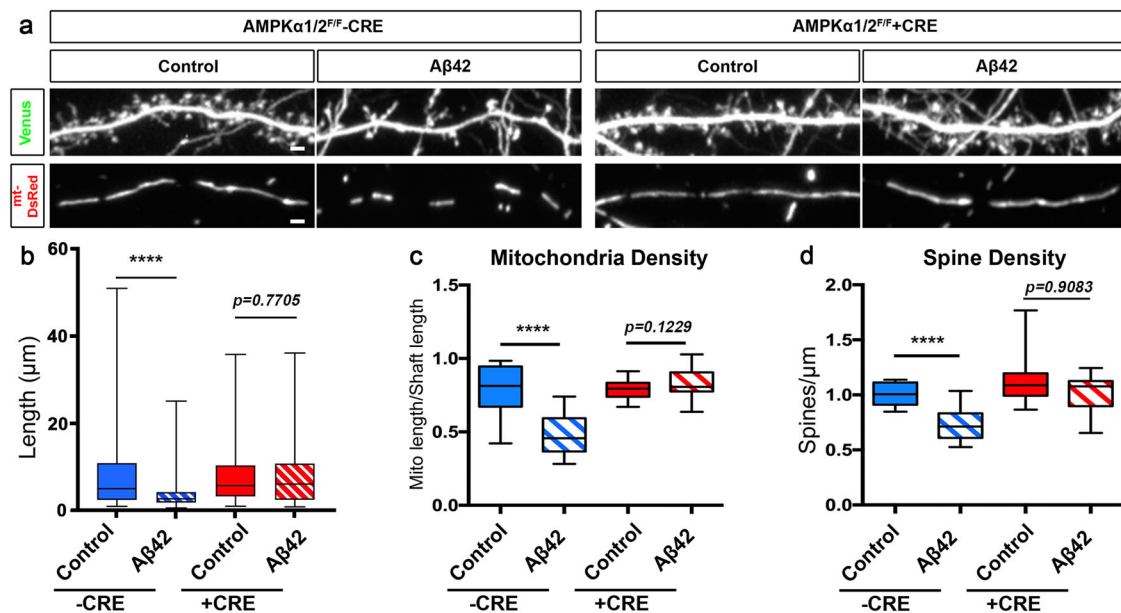 a
AMPKα1/2F/F-CRE
AMPKα1/2F/F+CRE
Control
Aβ42
Control
Aβ42
Venus
mt-
DsRed
b
60
40
20
0
Length (µm)
****
p=0.7705
Control
Aβ42
Control
Aβ42
-CRE
+CRE
c
Mitochondria Density
1.5
1.0
0.5
0.0
Mito length/Shaft length
****
p=0.1229
Control
Aβ42
Control
Aβ42
-CRE
+CRE
d
Spine Density
2.0
1.5
1.0
0.5
0.0
Spines/µm
****
p=0.9083
Control
Aβ42
Control
Aβ42
-CRE
+CRE